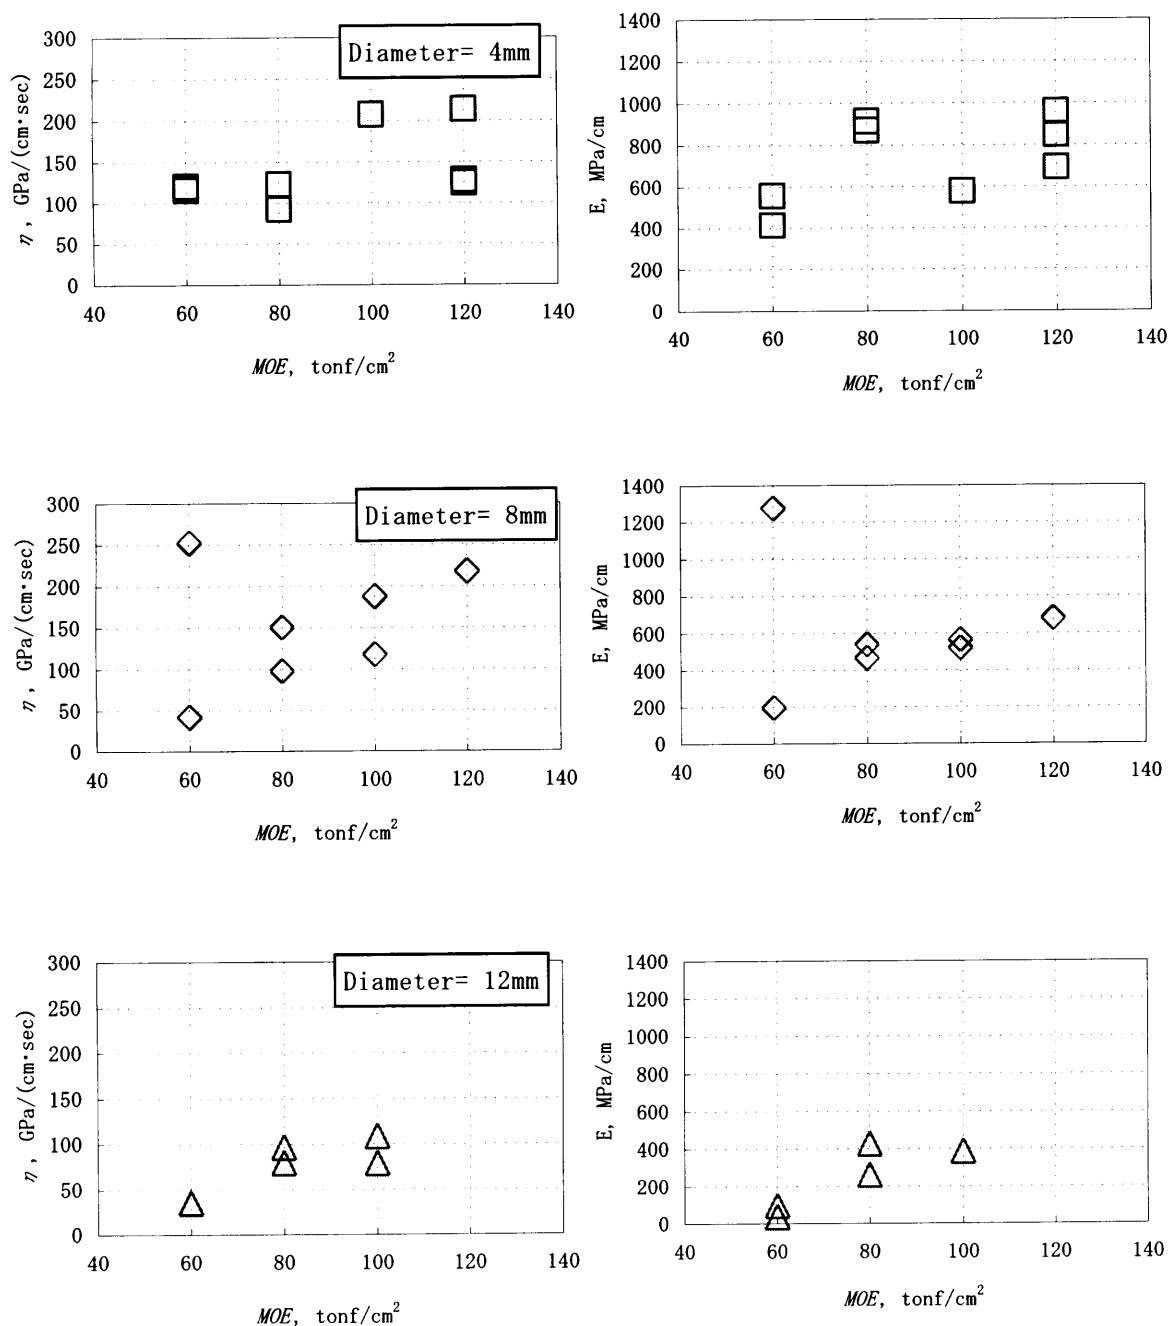 Diameter= 4mm
300
250
200
150
100
50
0
η, GPa/(cm·sec)
40 60 80 100 120 140
MOE, tonf/cm²
1400
1200
1000
800
600
400
200
0
E, MPa/cm
40 60 80 100 120 140
MOE, tonf/cm²
Diameter= 8mm
300
250
200
150
100
50
0
η, GPa/(cm·sec)
40 60 80 100 120 140
MOE, tonf/cm²
1400
1200
1000
800
600
400
200
0
E, MPa/cm
40 60 80 100 120 140
MOE, tonf/cm²
Diameter= 12mm
300
250
200
150
100
50
0
η, GPa/(cm·sec)
40 60 80 100 120 140
MOE, tonf/cm²
1400
1200
1000
800
600
400
200
0
E, MPa/cm
40 60 80 100 120 140
MOE, tonf/cm²